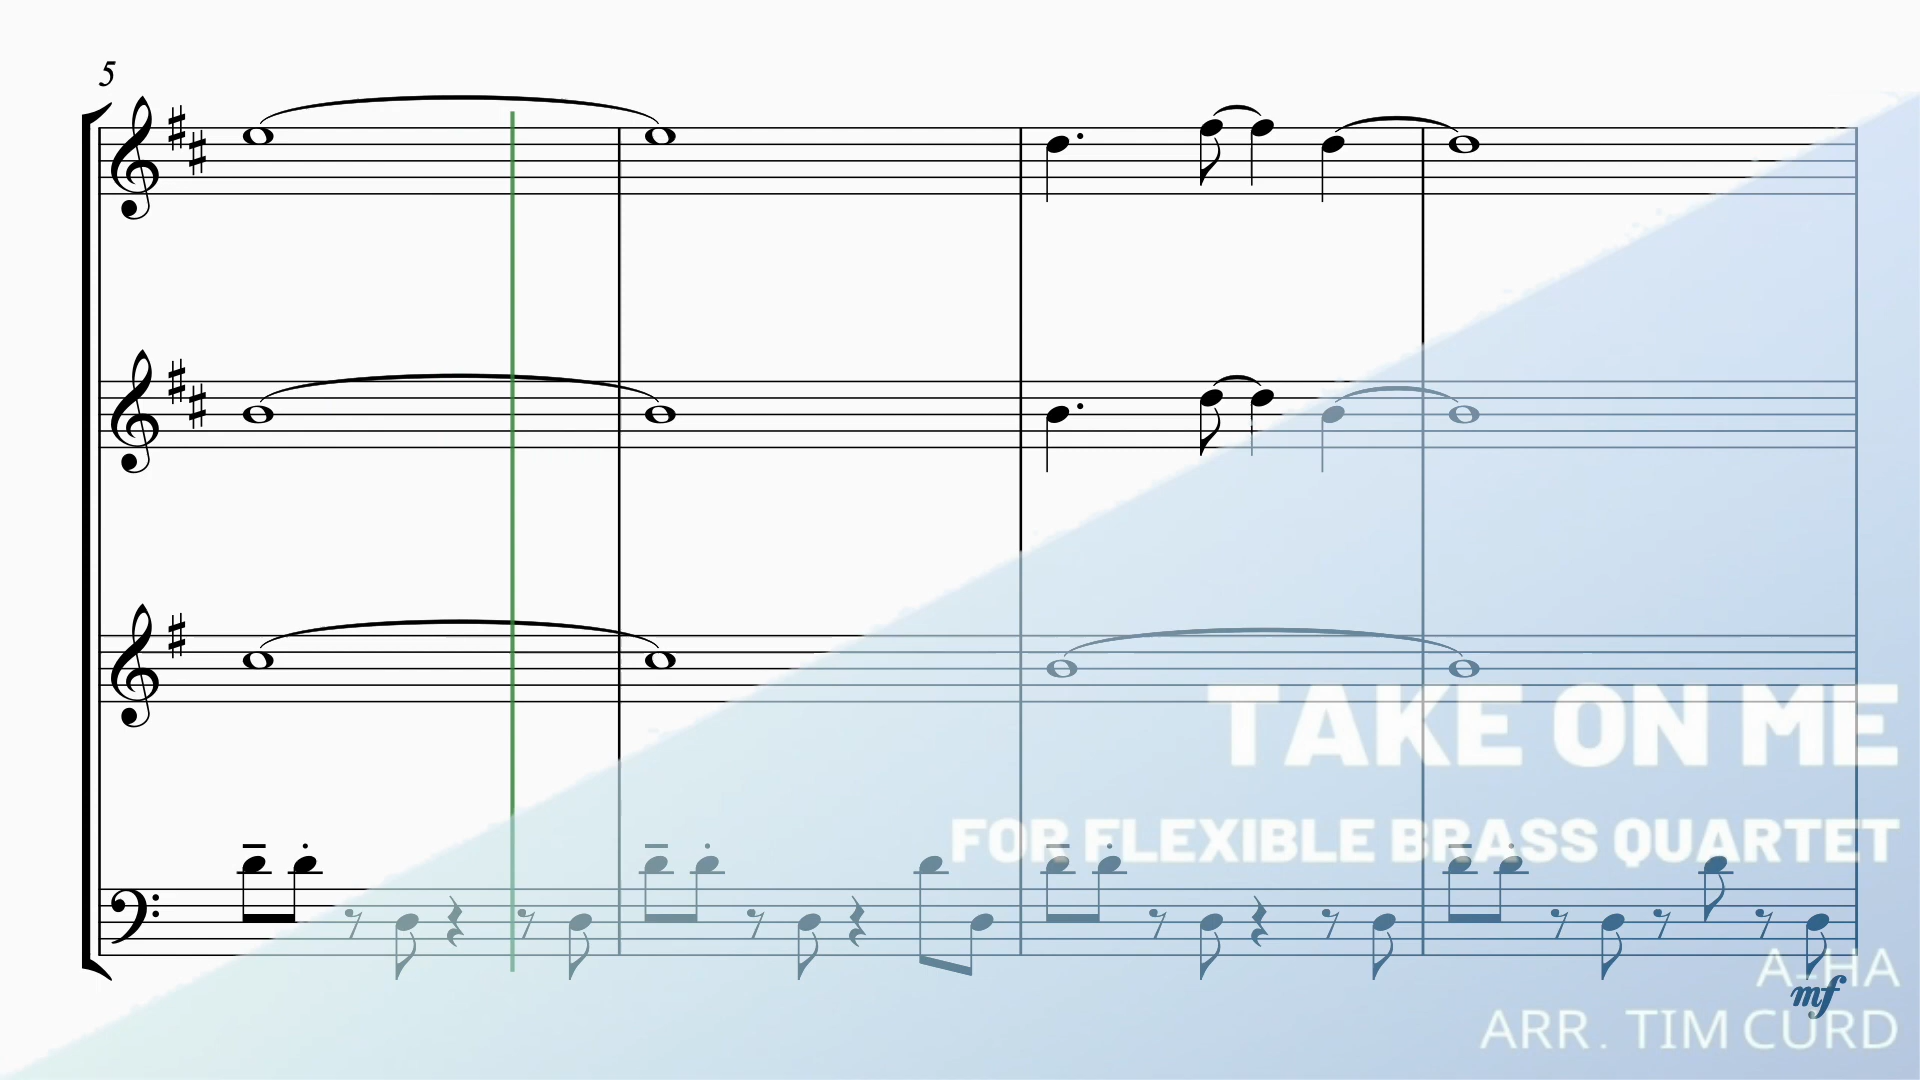 5
TAKE ON ME
FOR FLEXIBLE BRASS QUARTET
A-HA
mf
ARR. TIM CURD